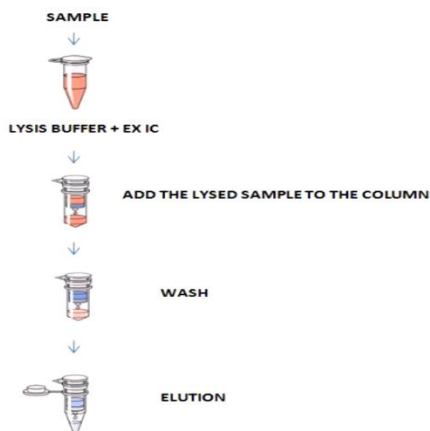 SAMPLE
LYSIS BUFFER + EX IC
ADD THE LYSED SAMPLE TO THE COLUMN
WASH
ELUTION